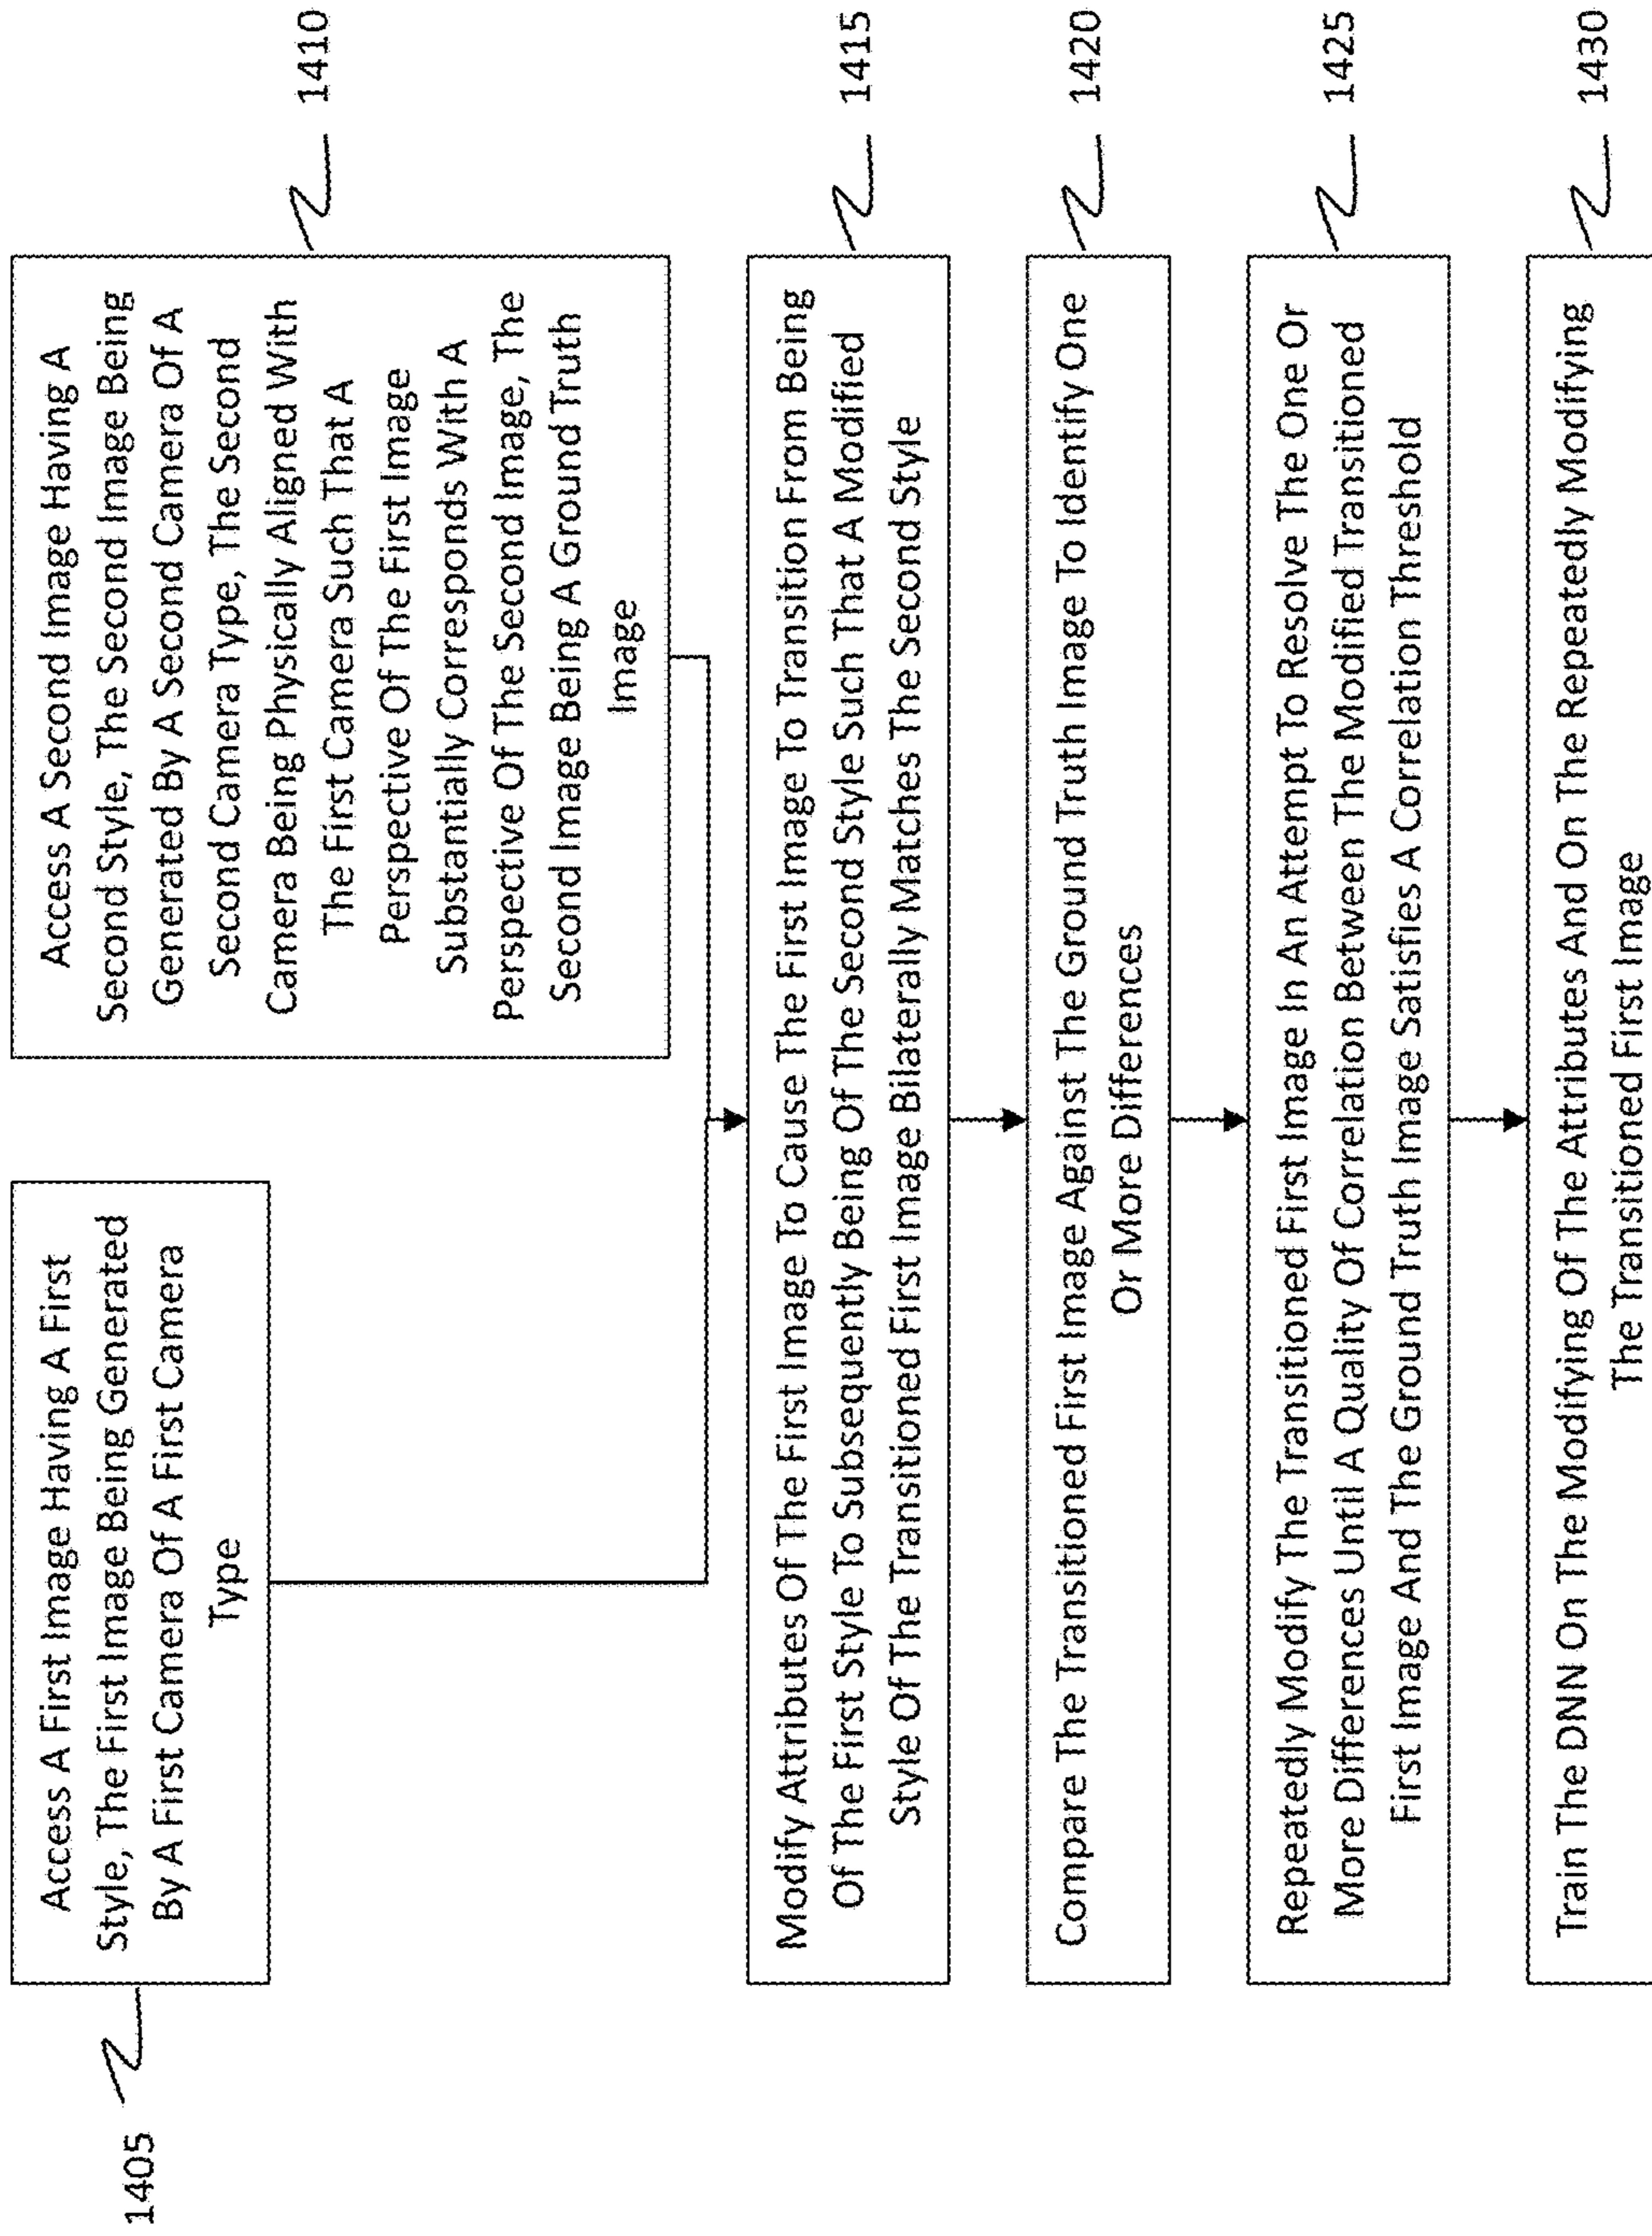 1405
Access A First Image Having A First
Style, The First Image Being Generated
By A First Camera Of A First Camera
Type
Access A Second Image Having A
Second Style, The Second Image Being
Generated By A Second Camera Of A
Second Camera Type, The Second
Camera Being Physically Aligned With
The First Camera Such That A
Perspective Of The First Image
Substantially Corresponds With A
Perspective Of The Second Image, The
Second Image Being A Ground Truth
Image
1410
Modify Attributes Of The First Image To Cause The First Image To Transition From Being
Of The First Style To Subsequently Being Of The Second Style Such That A Modified
Style Of The Transitioned First Image Bilaterally Matches The Second Style
1415
Compare The Transitioned First Image Against The Ground Truth Image To Identify One
Or More Differences
1420
Repeatedly Modify The Transitioned First Image In An Attempt To Resolve The One Or
More Differences Until A Quality Of Correlation Between The Modified Transitioned
First Image And The Ground Truth Image Satisfies A Correlation Threshold
1425
Train The DNN On The Modifying Of The Attributes And On The Repeatedly Modifying
The Transitioned First Image
1430